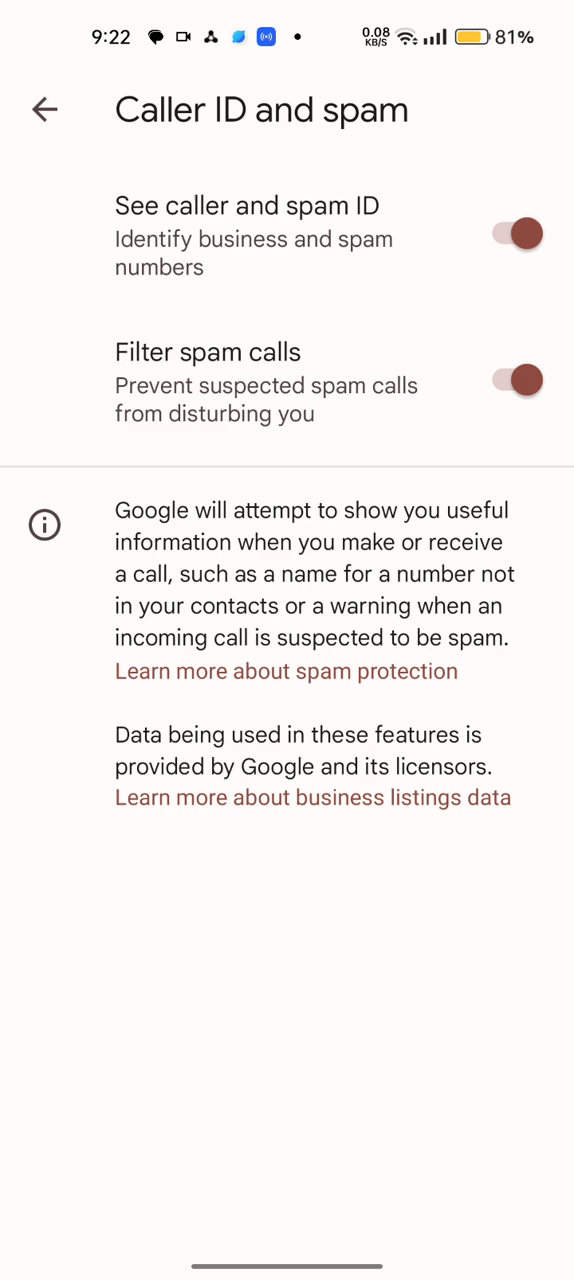 9:22 0.08 KB/S 81%
Caller ID and spam
See caller and spam ID
Identify business and spam
numbers
Filter spam calls
Prevent suspected spam calls
from disturbing you
Google will attempt to show you useful
information when you make or receive
a call, such as a name for a number not
in your contacts or a warning when an
incoming call is suspected to be spam.
Learn more about spam protection
Data being used in these features is
provided by Google and its licensors.
Learn more about business listings data